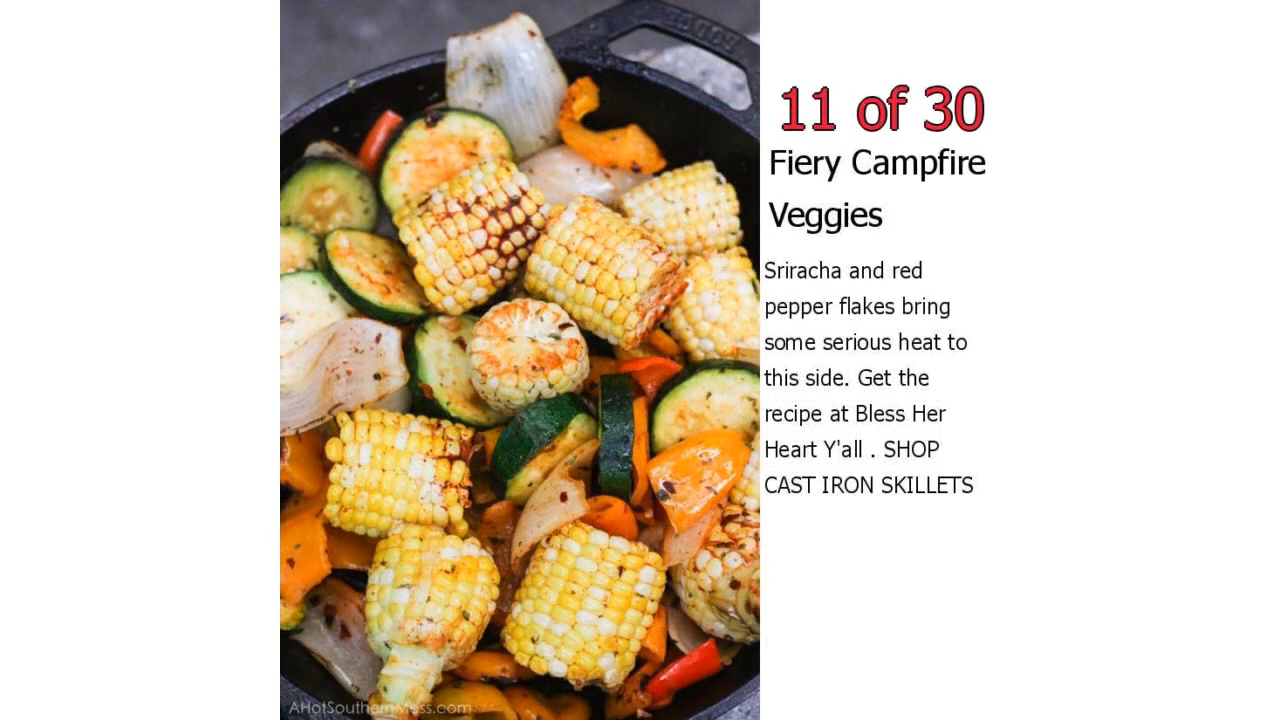 11 of 30
Fiery Campfire
Veggies
Sriracha and red
pepper flakes bring
some serious heat to
this side. Get the
recipe at Bless Her
Heart Y'all . SHOP
CAST IRON SKILLETS
AHotSouthernMess.com